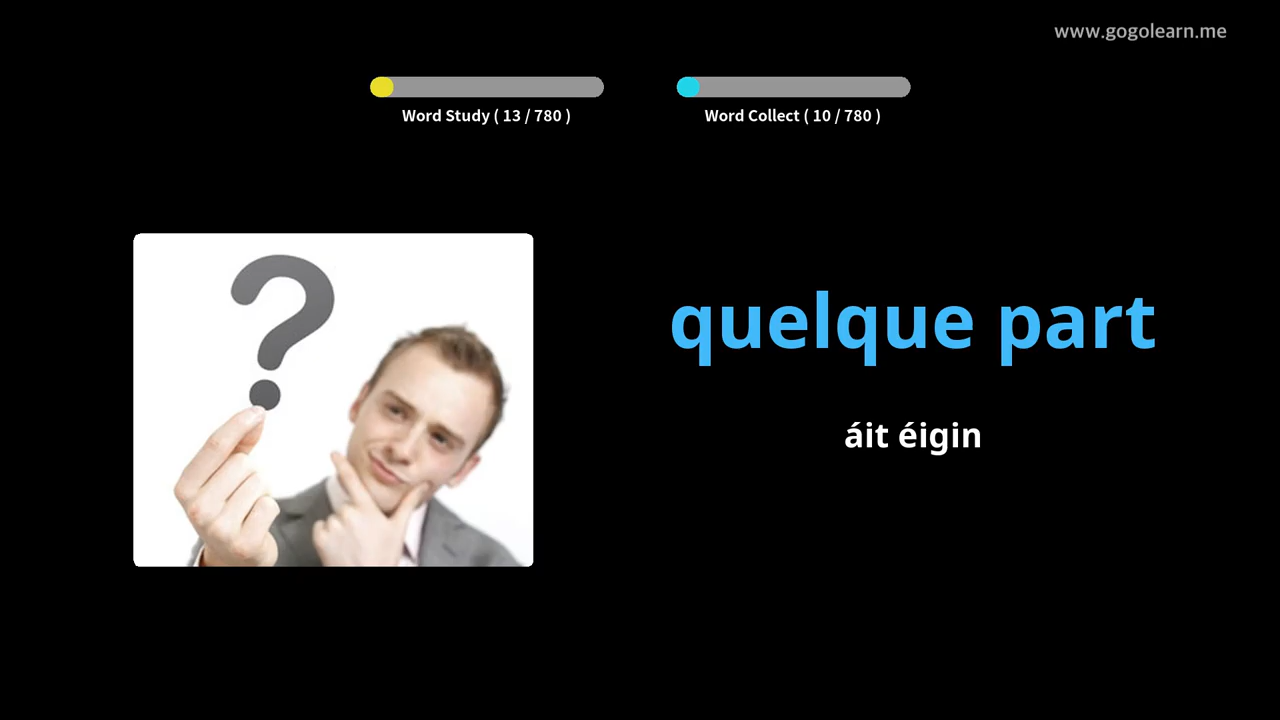 www.gogolearn.me
Word Study ( 13 / 780 )
Word Collect ( 10 / 780 )
quelque part
áit éigin